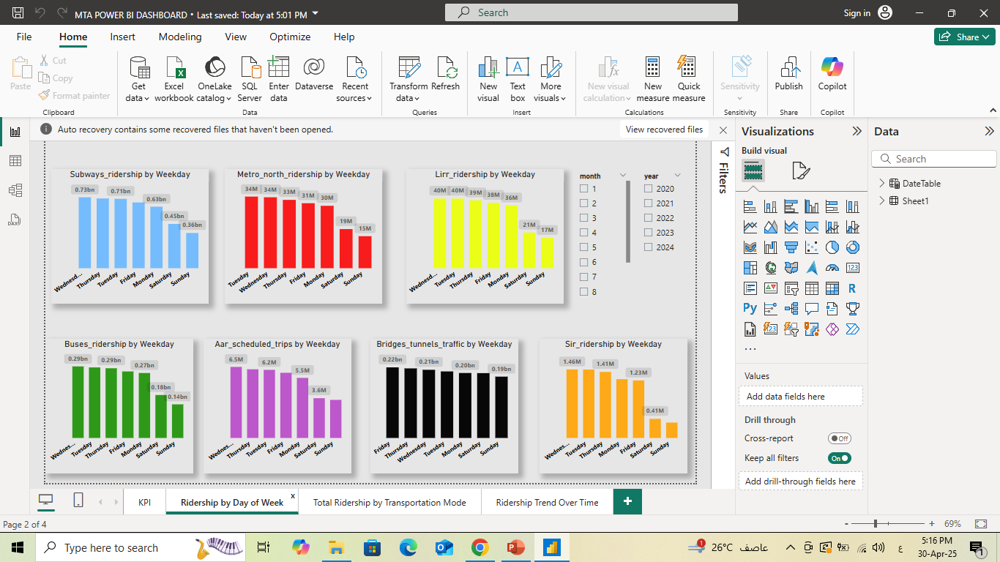 MTA POWER BI DASHBOARD • Last saved: Today at 5:01 PM
Search
Sign in
File
Home
Insert
Modeling
View
Optimize
Help
Share
Paste
Cut
Copy
Format painter
Clipboard
Get data
Excel workbook
OneLake catalog
SQL Server
Enter data
Dataverse
Recent sources
Data
Transform data
Refresh
Queries
New visual
Text box
More visuals
Insert
New visual calculation
New measure
Quick measure
Calculations
Sensitivity
Sensitivity
Publish
Share
Copilot
Copilot
Auto recovery contains some recovered files that haven't been opened.
View recovered files
Subways_ridership by Weekday
0.73bn 0.71bn 0.63bn 0.45bn 0.36bn
Wednesd... Thursday Tuesday Friday Monday Saturday Sunday
Metro_north_ridership by Weekday
34M 34M 33M 31M 30M 19M 15M
Tuesday Wednesday Thursday Friday Monday Saturday Sunday
Lirr_ridership by Weekday
40M 40M 39M 38M 36M 21M 17M
Wednesd... Tuesday Thursday Friday Monday Saturday Sunday
month
1
2
3
4
5
6
7
8
year
2020
2021
2022
2023
2024
Buses_ridership by Weekday
0.29bn 0.29bn 0.27bn 0.18bn 0.14bn
Wednes... Tuesday Thursday Friday Monday Saturday Sunday
Aar_scheduled_trips by Weekday
6.5M 6.2M 5.5M 3.6M
Wednes... Thursday Tuesday Friday Monday Saturday Sunday
Bridges_tunnels_traffic by Weekday
0.22bn 0.21bn 0.20bn 0.19bn
Friday Thursday Wednesday Tuesday Monday Saturday Sunday
Sir_ridership by Weekday
1.46M 1.41M 1.23M 0.41M
Wednes... Tuesday Thursday Monday Friday Saturday Sunday
Filters
Visualizations
Build visual
123
R
Py
123
...
Values
Add data fields here
Drill through
Cross-report
Off
Keep all filters
On
Add drill-through fields here
Data
Search
DateTable
Sheet1
KPI
Ridership by Day of Week
x
Total Ridership by Transportation Mode
Ridership Trend Over Time
+
Page 2 of 4
- + 69%
Type here to search
1
26°C عاصف
ع
5:16 PM
30-Apr-25
1